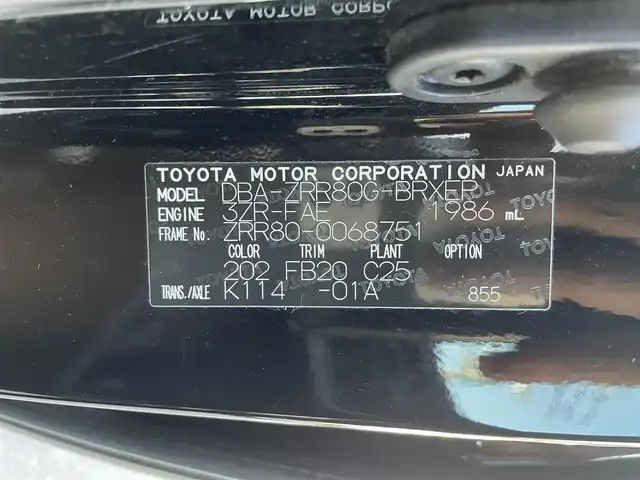 TOYOTA MOTOR CORPORATION JAPAN
MODEL DBA-ZRR80G-BRXEP
ENGINE 3ZR-FAE 1986 mL
FRAME No. ZRR80-0068751
COLOR TRIM PLANT OPTION
202 FB20 C25
TRANS./AXLE K114 -01A 855